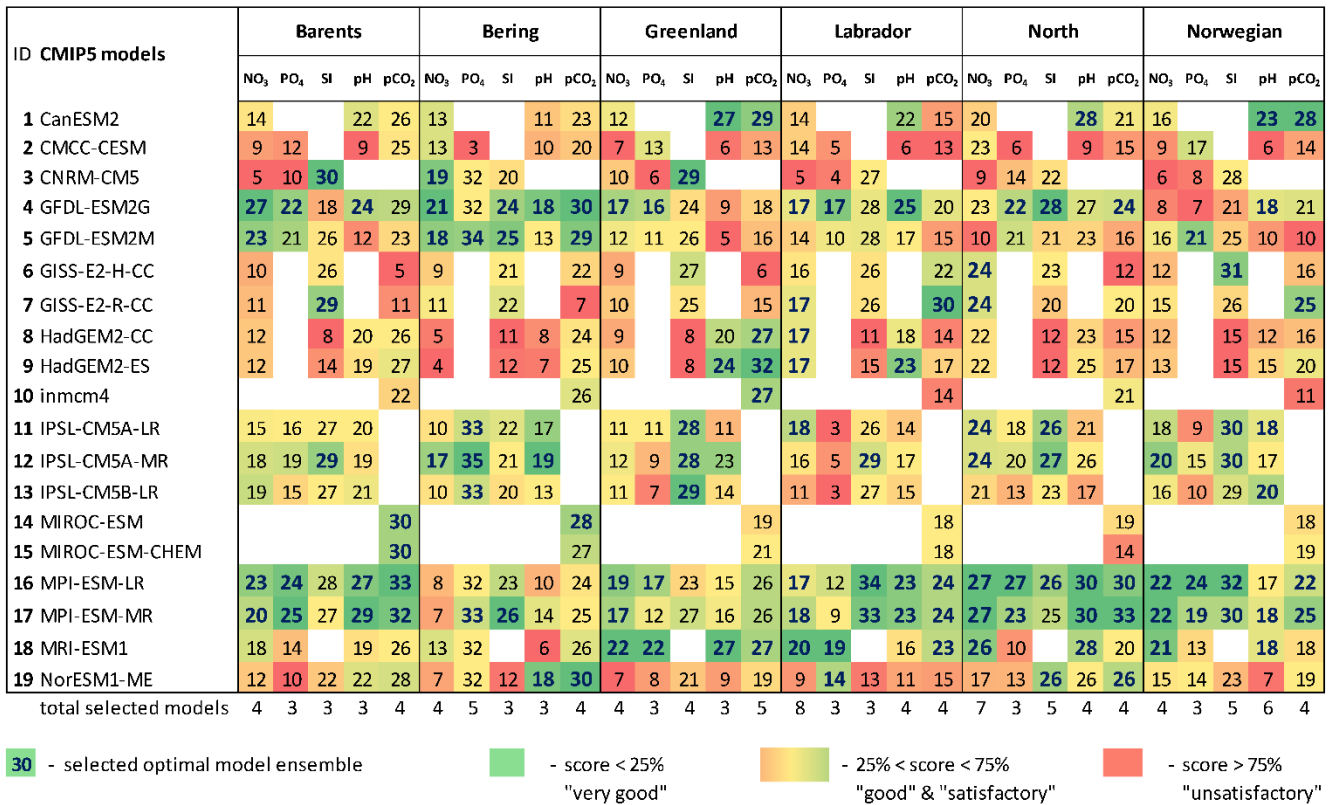 Barents Bering Greenland Labrador North Norwegian
ID CMIP5 models
NO₃ PO₄ SI pH pCO₂ NO₃ PO₄ SI pH pCO₂ NO₃ PO₄ SI pH pCO₂ NO₃ PO₄ SI pH pCO₂ NO₃ PO₄ SI pH pCO₂ NO₃ PO₄ SI pH pCO₂
1 CanESM2 14 22 26 13 11 23 12 27 29 14 22 15 20 28 21 16 23 28
2 CMCC-CESM 9 12 9 25 13 3 10 20 7 13 6 13 14 5 6 13 23 6 9 15 9 17 6 14
3 CNRM-CM5 5 10 30 19 32 20 10 6 29 5 4 27 9 14 22 6 8 28
4 GFDL-ESM2G 27 22 18 24 29 21 32 24 18 30 17 16 24 9 18 17 17 28 25 20 23 22 28 27 24 8 7 21 18 21
5 GFDL-ESM2M 23 21 26 12 23 18 34 25 13 29 12 11 26 5 16 14 10 28 17 15 10 21 21 23 16 16 21 25 10 10
6 GISS-E2-H-CC 10 26 5 9 21 22 9 27 6 16 26 22 24 23 12 12 31 16
7 GISS-E2-R-CC 11 29 11 11 22 7 10 25 15 17 26 30 24 20 20 15 26 25
8 HadGEM2-CC 12 8 20 26 5 11 8 24 9 8 20 27 17 11 18 14 22 12 23 15 12 15 12 16
9 HadGEM2-ES 12 14 19 27 4 12 7 25 10 8 24 32 17 15 23 17 22 12 25 17 13 15 15 20
10 inmcm4 22 26 27 14 21 11
11 IPSL-CM5A-LR 15 16 27 20 10 33 22 17 11 11 28 11 18 3 26 14 24 18 26 21 18 9 30 18
12 IPSL-CM5A-MR 18 19 29 19 17 35 21 19 12 9 28 23 16 5 29 17 24 20 27 26 20 15 30 17
13 IPSL-CM5B-LR 19 15 27 21 10 33 20 13 11 7 29 14 11 3 27 15 21 13 23 17 16 10 29 20
14 MIROC-ESM 30 28 19 18 19 18
15 MIROC-ESM-CHEM 30 27 21 18 14 19
16 MPI-ESM-LR 23 24 28 27 33 8 32 23 10 24 19 17 23 15 26 17 12 34 23 24 27 27 26 30 30 22 24 32 17 22
17 MPI-ESM-MR 20 25 27 29 32 7 33 26 14 25 17 12 27 16 26 18 9 33 23 24 27 23 25 30 33 22 19 30 18 25
18 MRI-ESM1 18 14 19 26 13 32 6 26 22 22 27 27 20 19 16 23 26 10 28 20 21 13 18 18
19 NorESM1-ME 12 10 22 22 28 7 32 12 18 30 7 8 21 9 19 9 14 13 11 15 17 13 26 26 26 15 14 23 7 19
total selected models 4 3 3 3 4 4 5 3 3 4 4 3 4 3 5 8 3 3 4 4 7 3 5 4 4 4 3 5 6 4
30 - selected optimal model ensemble - score < 25% - 25% < score < 75% - score > 75%
"very good" "good" & "satisfactory" "unsatisfactory"